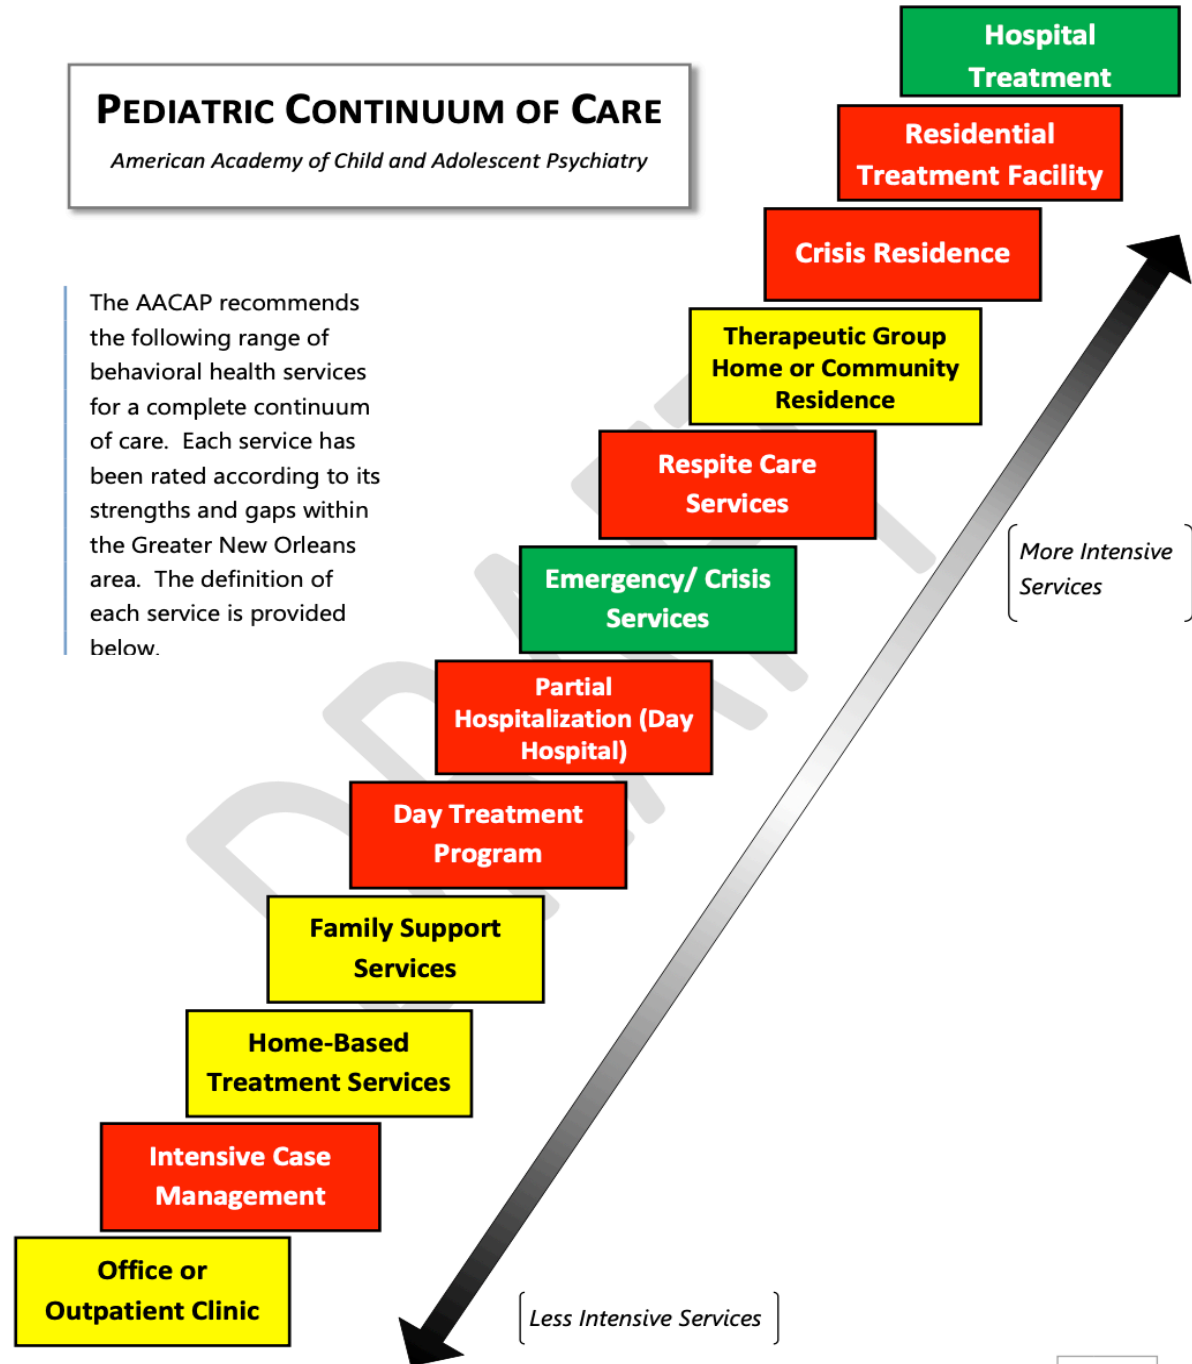 PEDIATRIC CONTINUUM OF CARE
American Academy of Child and Adolescent Psychiatry
The AACAP recommends
the following range of
behavioral health services
for a complete continuum
of care.  Each service has
been rated according to its
strengths and gaps within
the Greater New Orleans
area.  The definition of
each service is provided
below.
Hospital
Treatment
Residential
Treatment Facility
Crisis Residence
Therapeutic Group
Home or Community
Residence
Respite Care
Services
Emergency/ Crisis
Services
Partial
Hospitalization (Day
Hospital)
Day Treatment
Program
Family Support
Services
Home-Based
Treatment Services
Intensive Case
Management
Office or
Outpatient Clinic
More Intensive
Services
Less Intensive Services
DRAFT